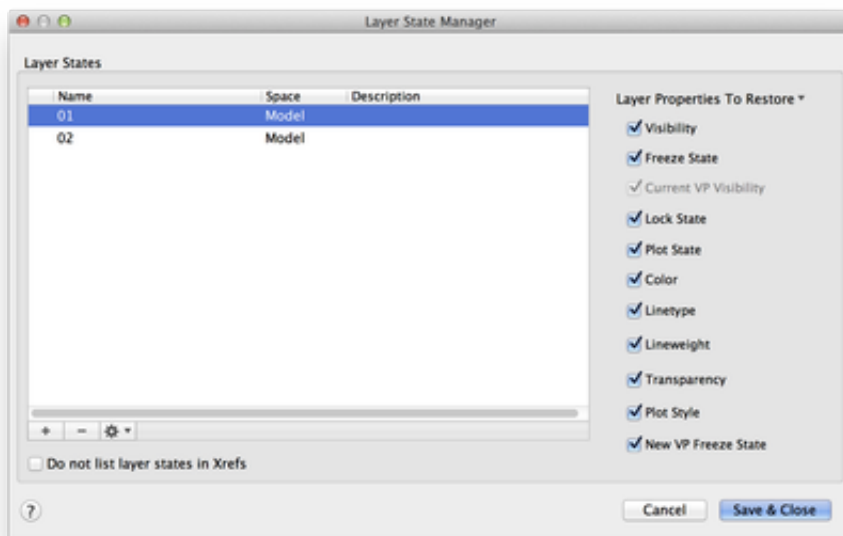 Layer State Manager
Layer States
Name Space Description
01 Model
02 Model
Layer Properties To Restore
Visibility
Freeze State
Current VP Visibility
Lock State
Plot State
Color
Linetype
Lineweight
Transparency
Plot Style
New VP Freeze State
+ −
Do not list layer states in Xrefs
? Cancel Save & Close